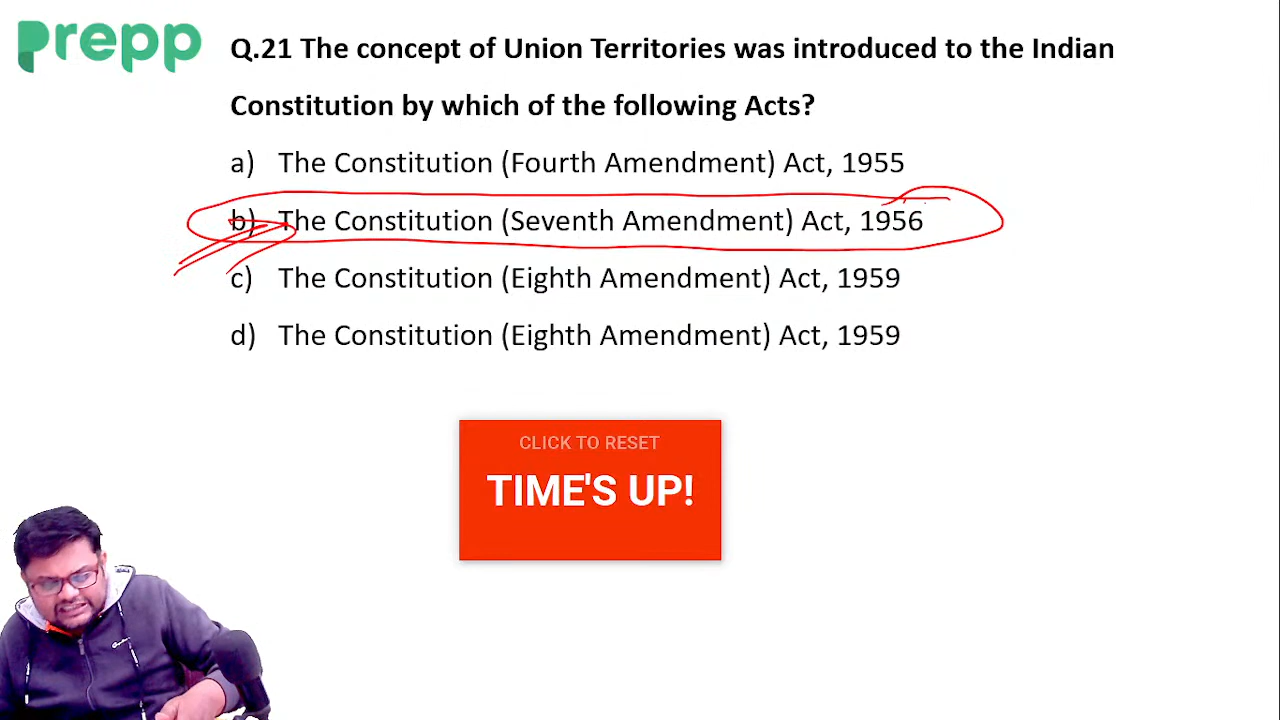 prepp
Q.21 The concept of Union Territories was introduced to the Indian
Constitution by which of the following Acts?
a) The Constitution (Fourth Amendment) Act, 1955
b) The Constitution (Seventh Amendment) Act, 1956
c) The Constitution (Eighth Amendment) Act, 1959
d) The Constitution (Eighth Amendment) Act, 1959
CLICK TO RESET
TIME'S UP!